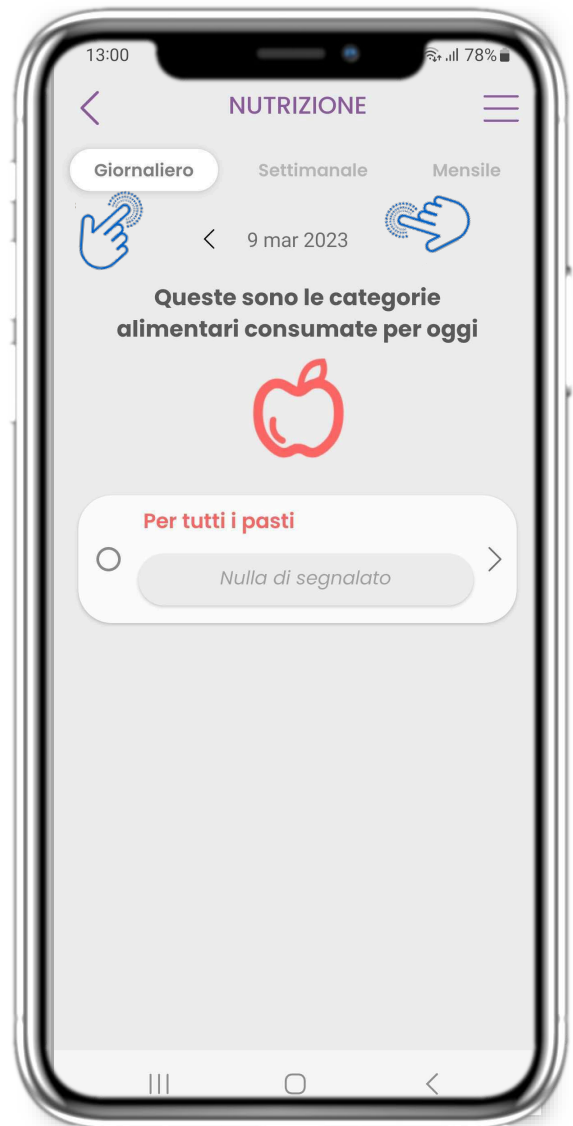 13:00
78%
NUTRIZIONE
Giornaliero
Settimanale
Mensile
9 mar 2023
Queste sono le categorie
alimentari consumate per oggi
Per tutti i pasti
Nulla di segnalato